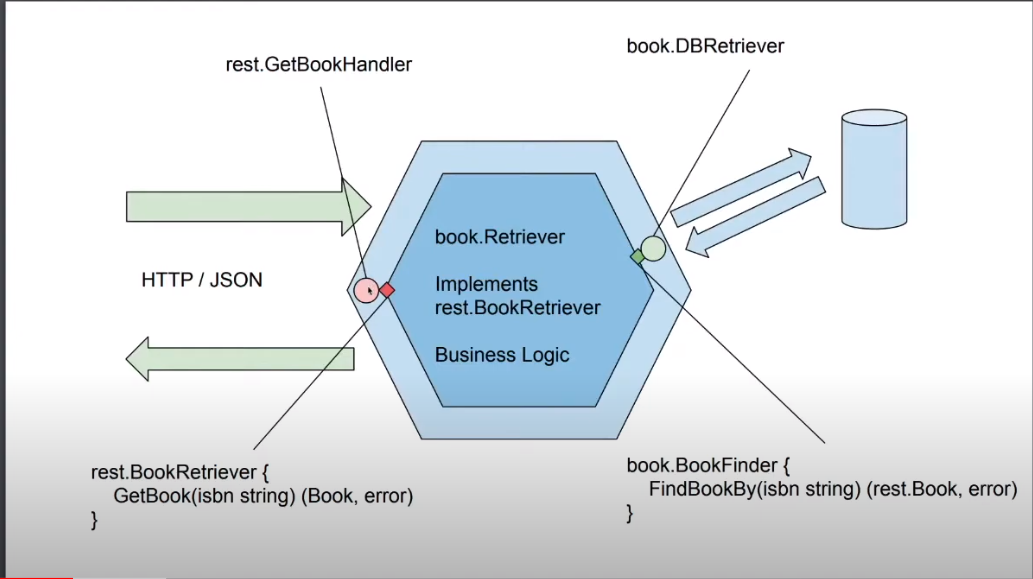 rest.GetBookHandler
book.DBRetriever
HTTP / JSON
book.Retriever
Implements
rest.BookRetriever
Business Logic
rest.BookRetriever {
GetBook(isbn string) (Book, error)
}
book.BookFinder {
FindBookBy(isbn string) (rest.Book, error)
}